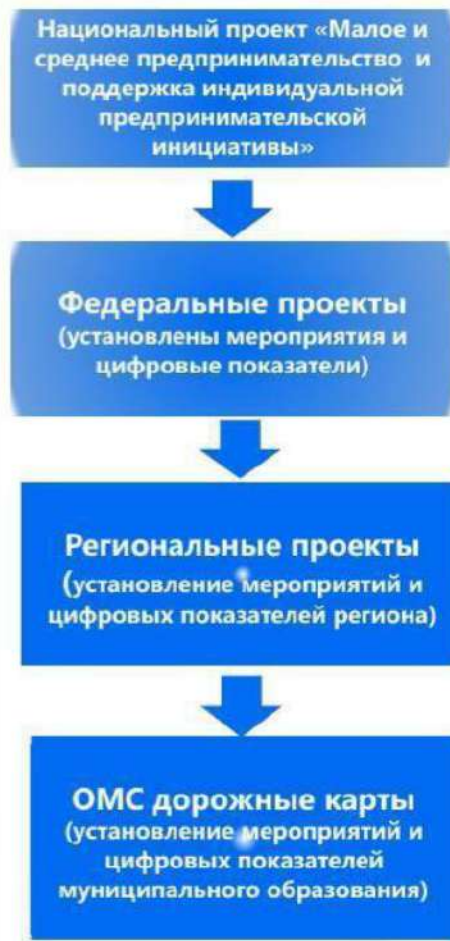 Национальный проект «Малое и
среднее предпринимательство и
поддержка индивидуальной
предпринимательской
инициативы»
Федеральные проекты
(установлены мероприятия и
цифровые показатели)
Региональные проекты
(установление мероприятий и
цифровых показателей региона)
ОМС дорожные карты
(установление мероприятий и
цифровых показателей
муниципального образования)